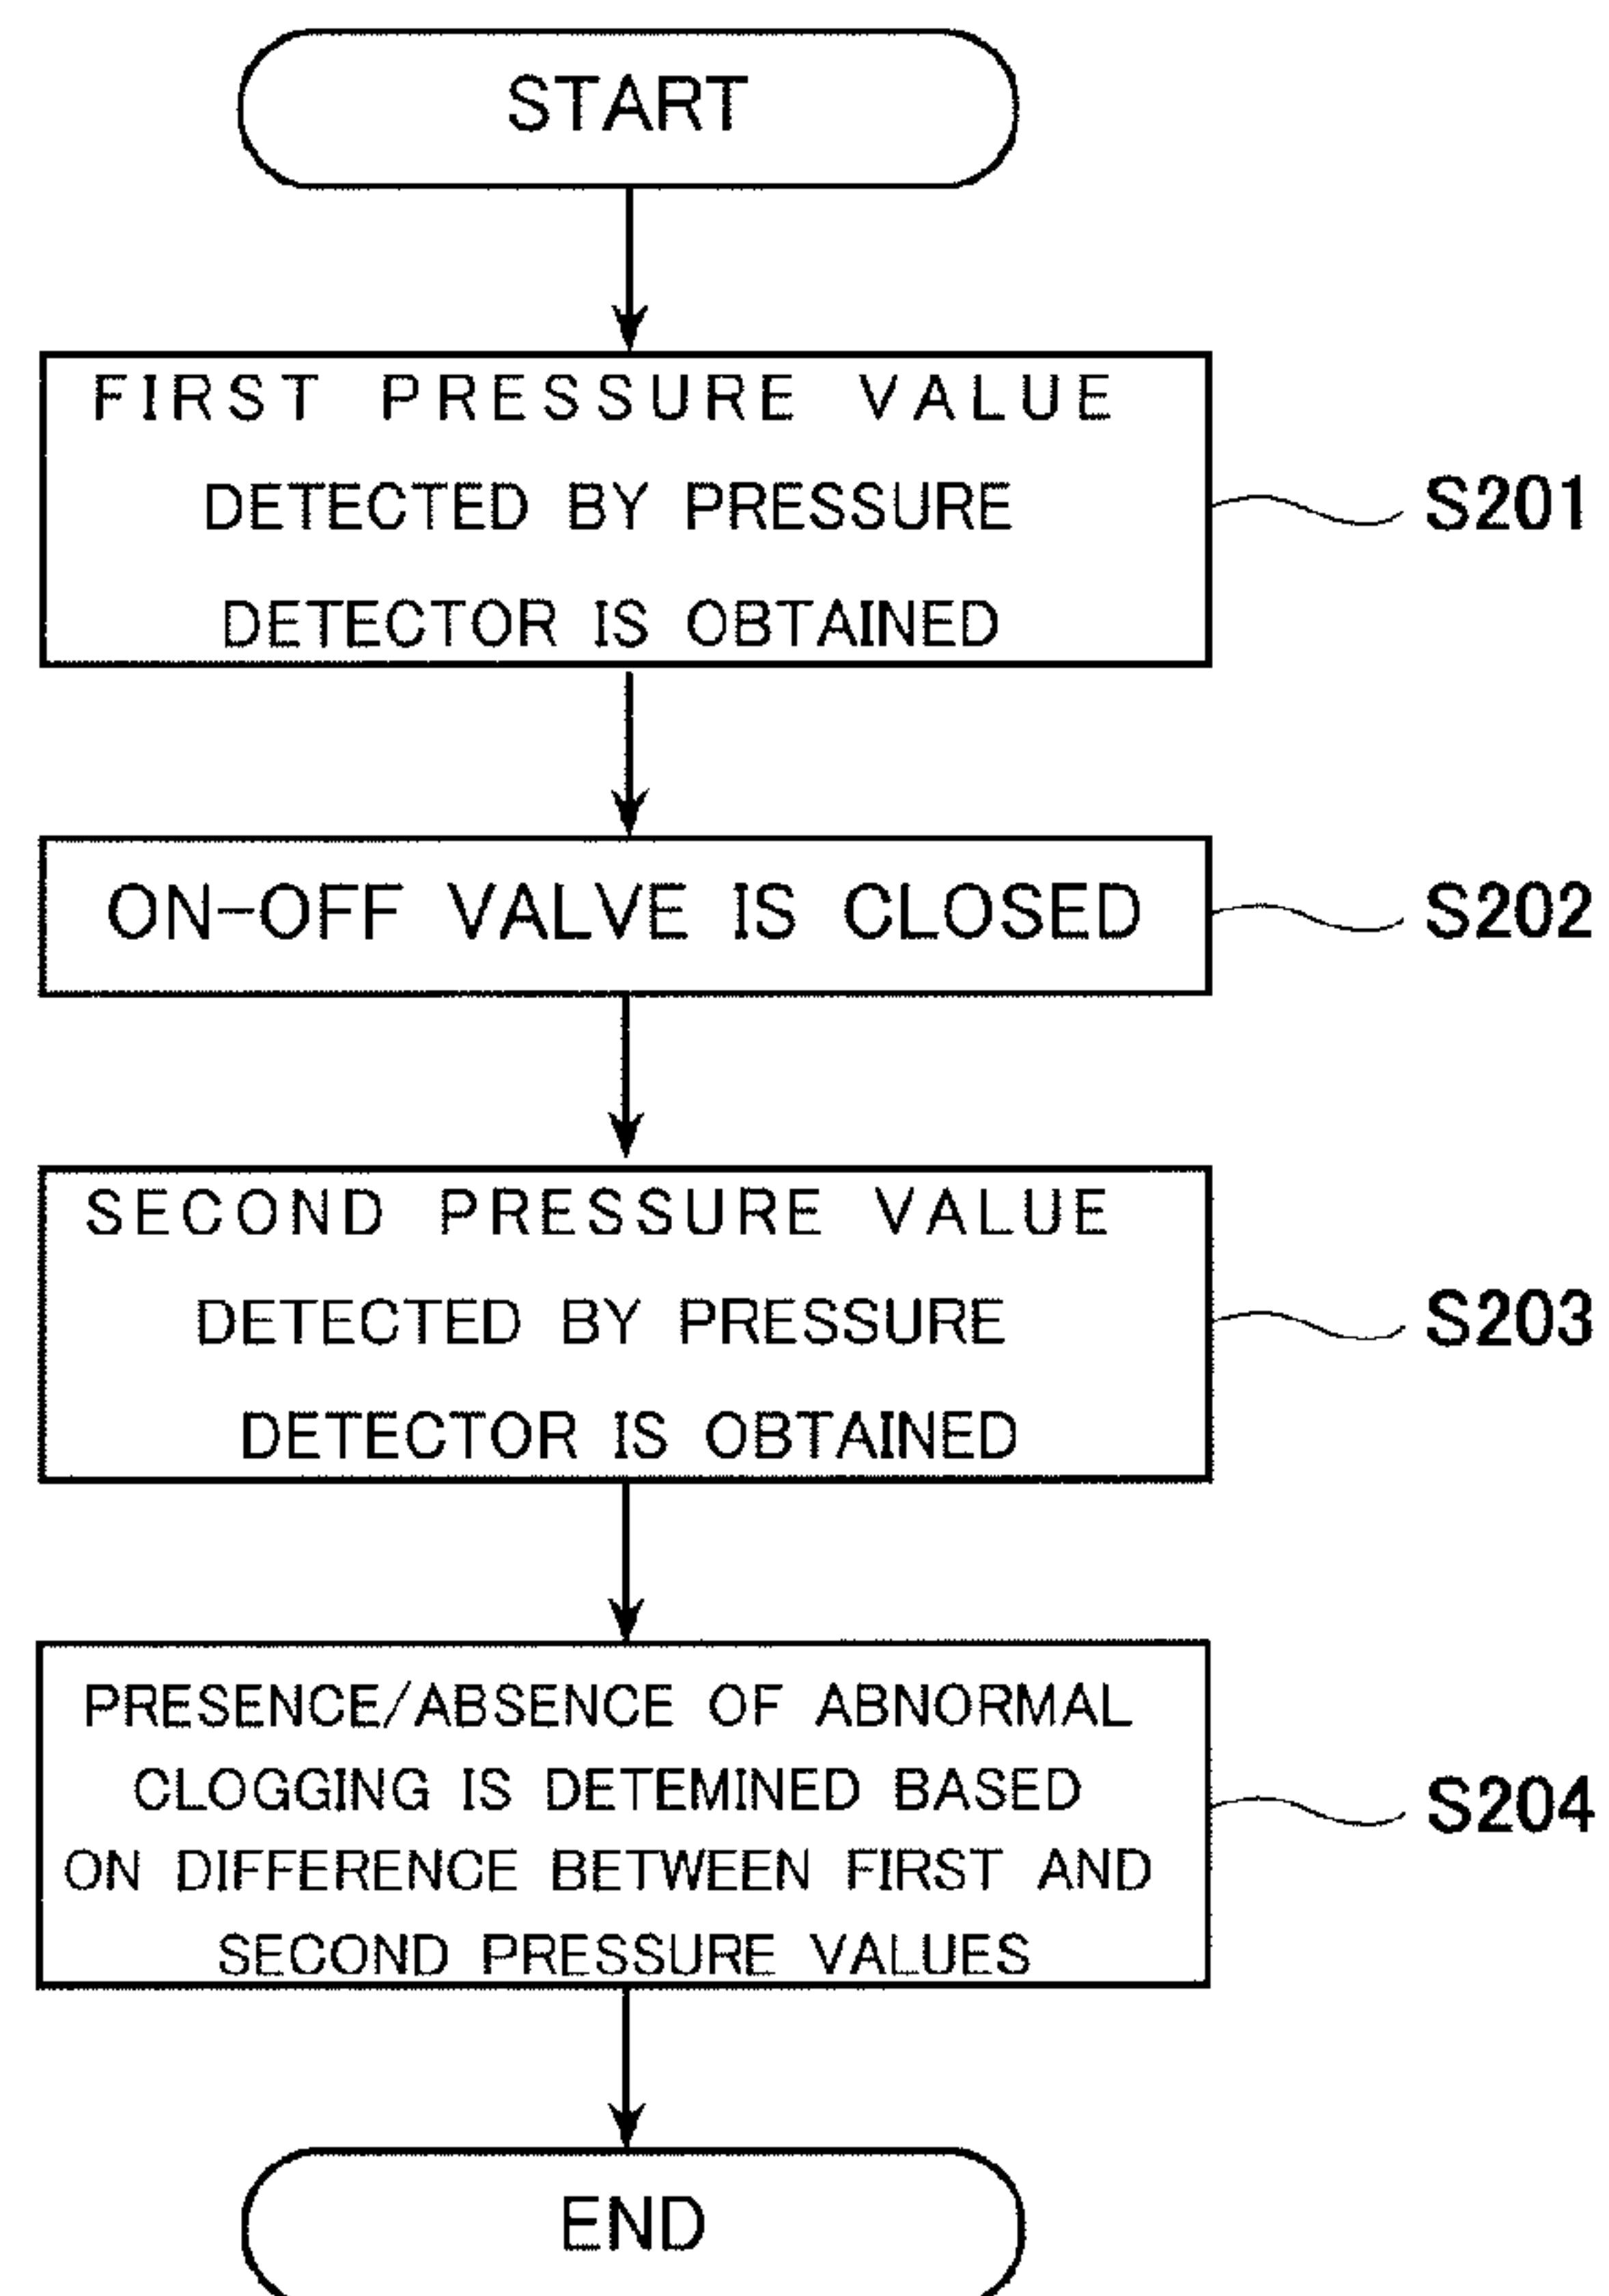 START
FIRST PRESSURE VALUE
DETECTED BY PRESSURE
DETECTOR IS OBTAINED
S201
ON-OFF VALVE IS CLOSED
S202
SECOND PRESSURE VALUE
DETECTED BY PRESSURE
DETECTOR IS OBTAINED
S203
PRESENCE/ABSENCE OF ABNORMAL
CLOGGING IS DETEMINED BASED
ON DIFFERENCE BETWEEN FIRST AND
SECOND PRESSURE VALUES
S204
END